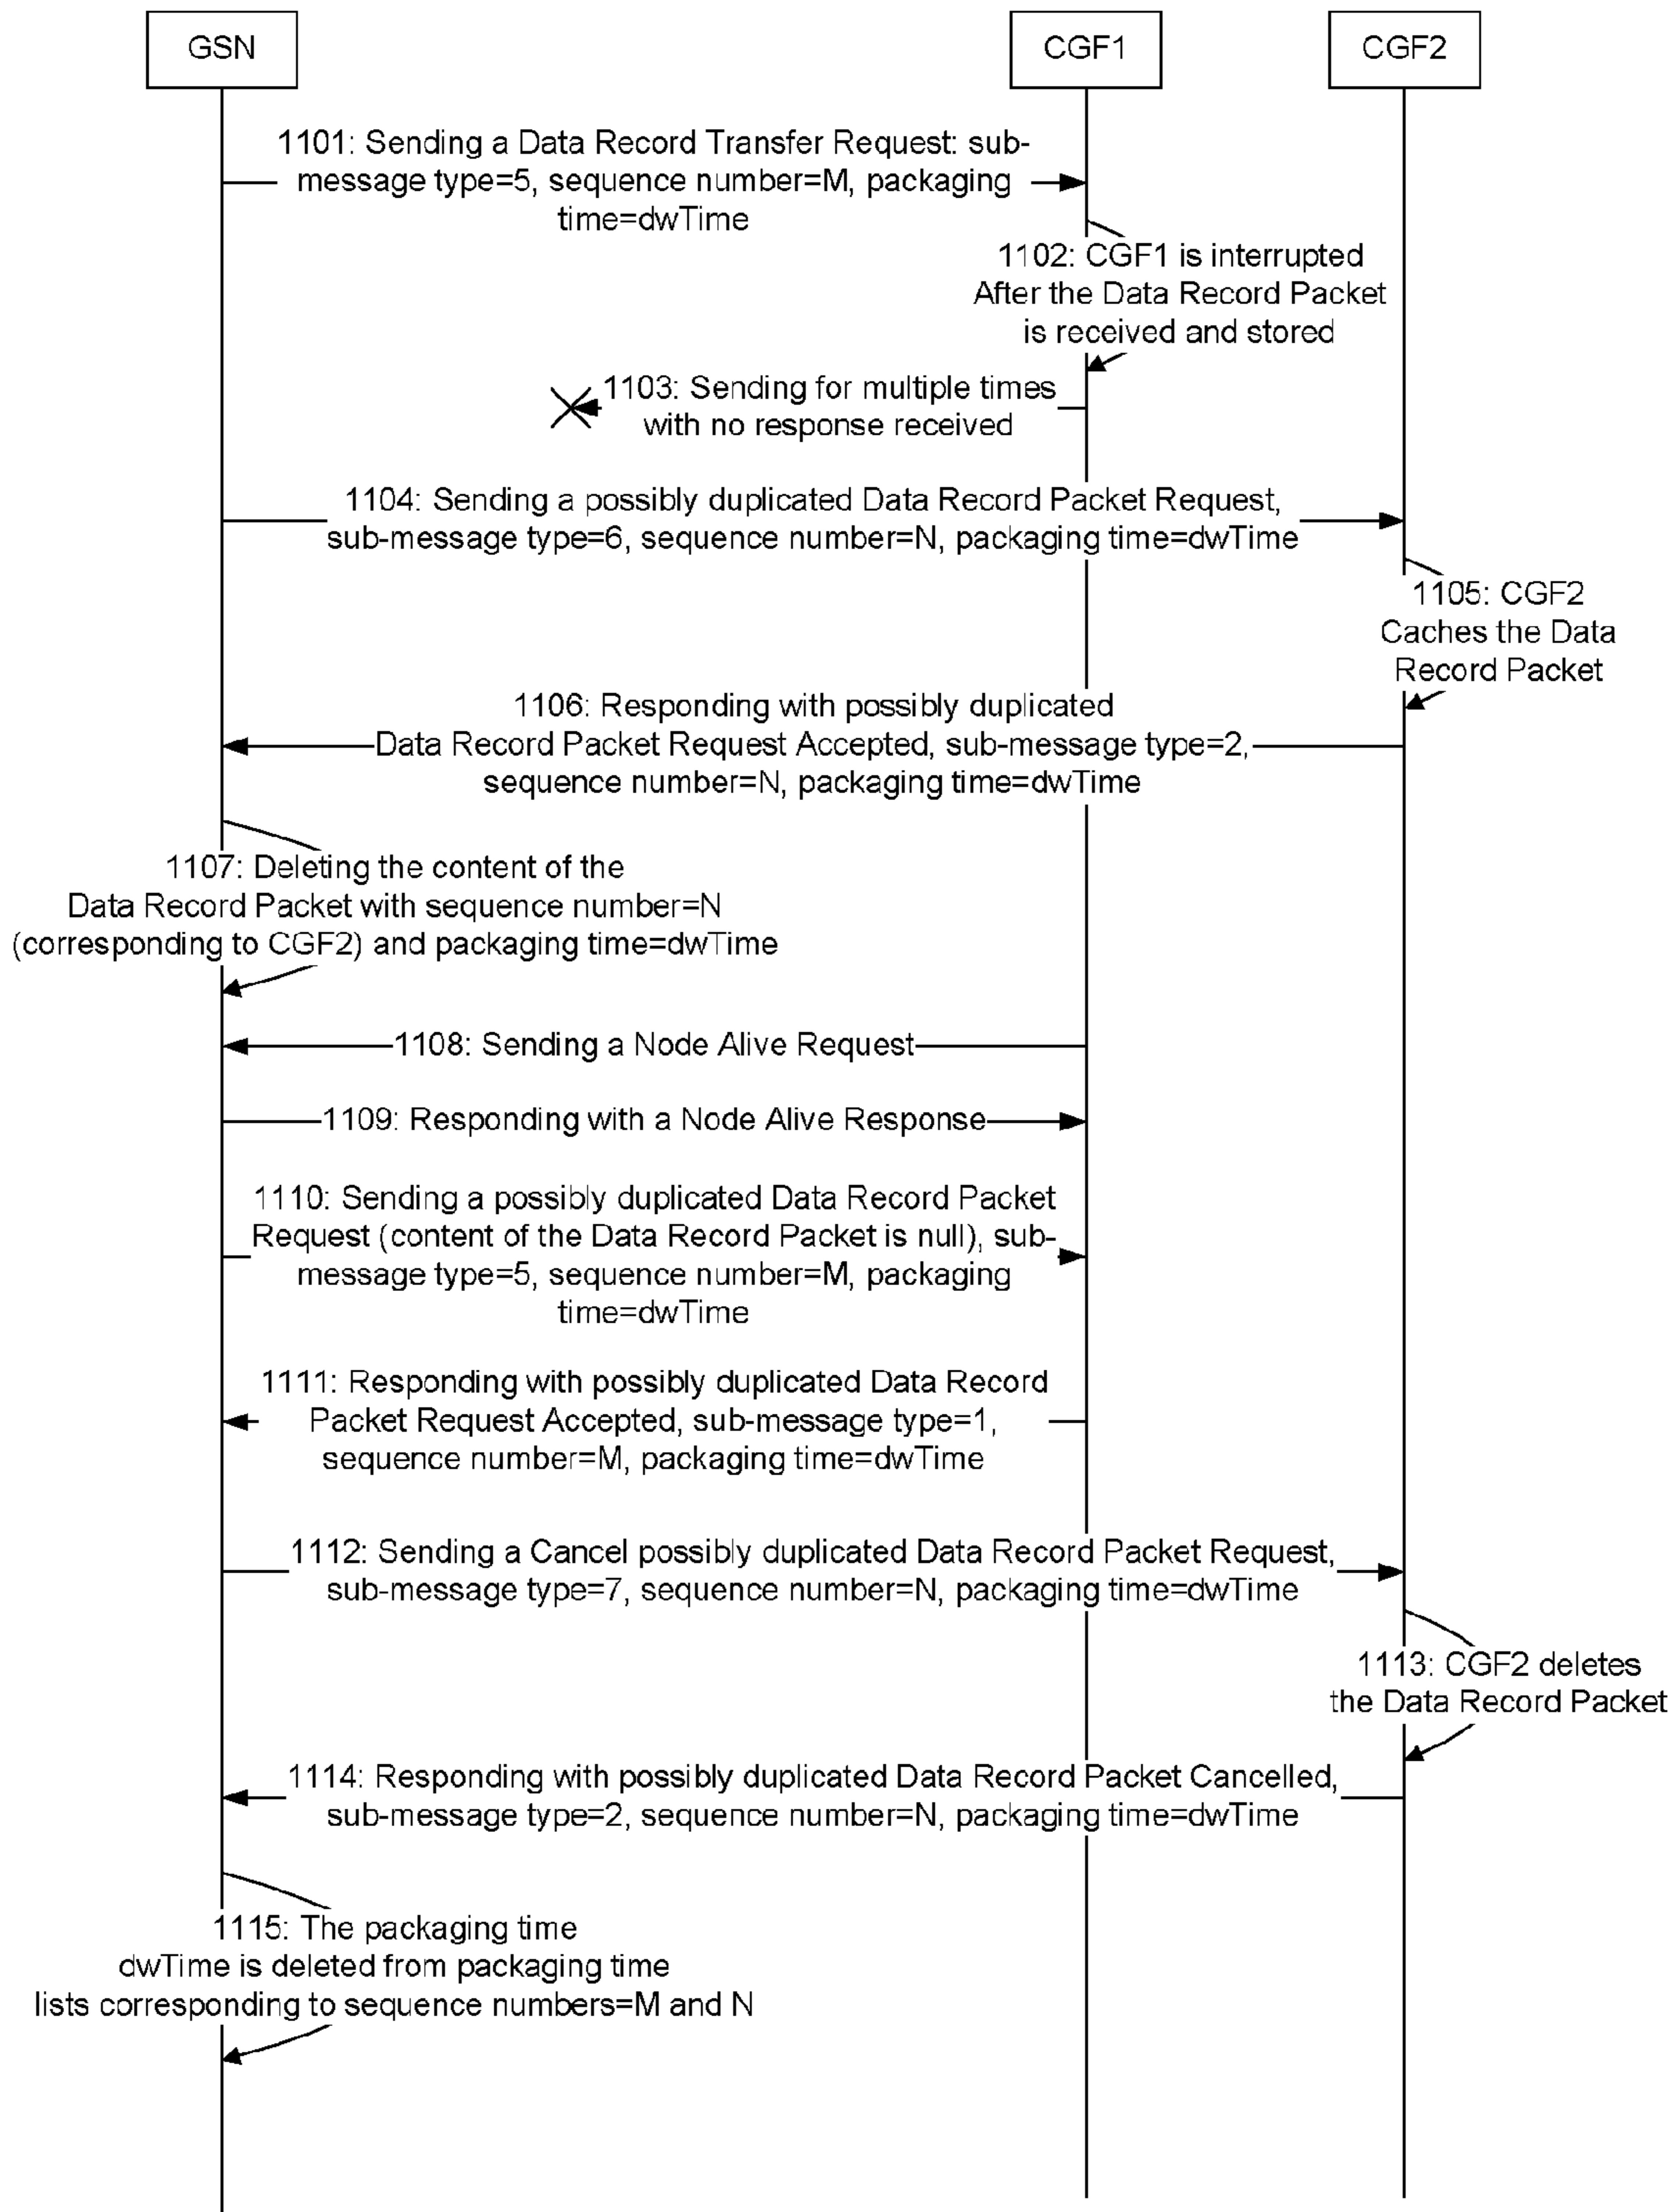 GSN
CGF1
CGF2
1101: Sending a Data Record Transfer Request: sub-
message type=5, sequence number=M, packaging
time=dwTime
1102: CGF1 is interrupted
After the Data Record Packet
is received and stored
1103: Sending for multiple times
with no response received
1104: Sending a possibly duplicated Data Record Packet Request,
sub-message type=6, sequence number=N, packaging time=dwTime
1105: CGF2
Caches the Data
Record Packet
1106: Responding with possibly duplicated
Data Record Packet Request Accepted, sub-message type=2,
sequence number=N, packaging time=dwTime
1107: Deleting the content of the
Data Record Packet with sequence number=N
(corresponding to CGF2) and packaging time=dwTime
1108: Sending a Node Alive Request
1109: Responding with a Node Alive Response
1110: Sending a possibly duplicated Data Record Packet
Request (content of the Data Record Packet is null), sub-
message type=5, sequence number=M, packaging
time=dwTime
1111: Responding with possibly duplicated Data Record
Packet Request Accepted, sub-message type=1,
sequence number=M, packaging time=dwTime
1112: Sending a Cancel possibly duplicated Data Record Packet Request,
sub-message type=7, sequence number=N, packaging time=dwTime
1113: CGF2 deletes
the Data Record Packet
1114: Responding with possibly duplicated Data Record Packet Cancelled,
sub-message type=2, sequence number=N, packaging time=dwTime
1115: The packaging time
dwTime is deleted from packaging time
lists corresponding to sequence numbers=M and N